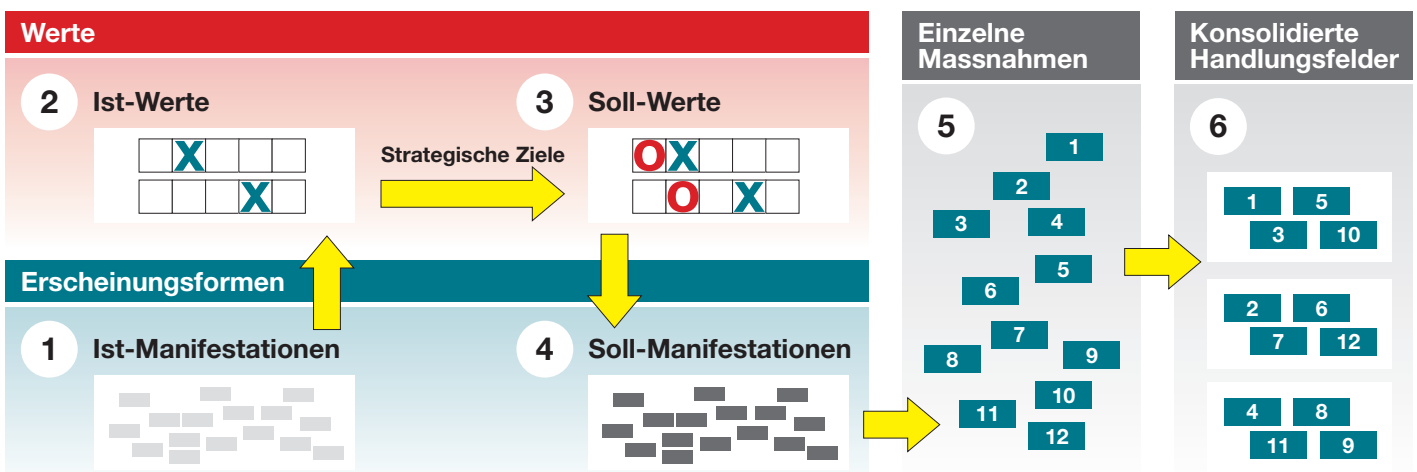 Werte
2 Ist-Werte
X
X
Strategische Ziele
3 Soll-Werte
O X
O X
Erscheinungsformen
1 Ist-Manifestationen
4 Soll-Manifestationen
Einzelne
Massnahmen
5
1
2
3 4
5
6
7
8 9
10
11
12
Konsolidierte
Handlungsfelder
6
1 5
3 10
2 6
7 12
4 8
11 9